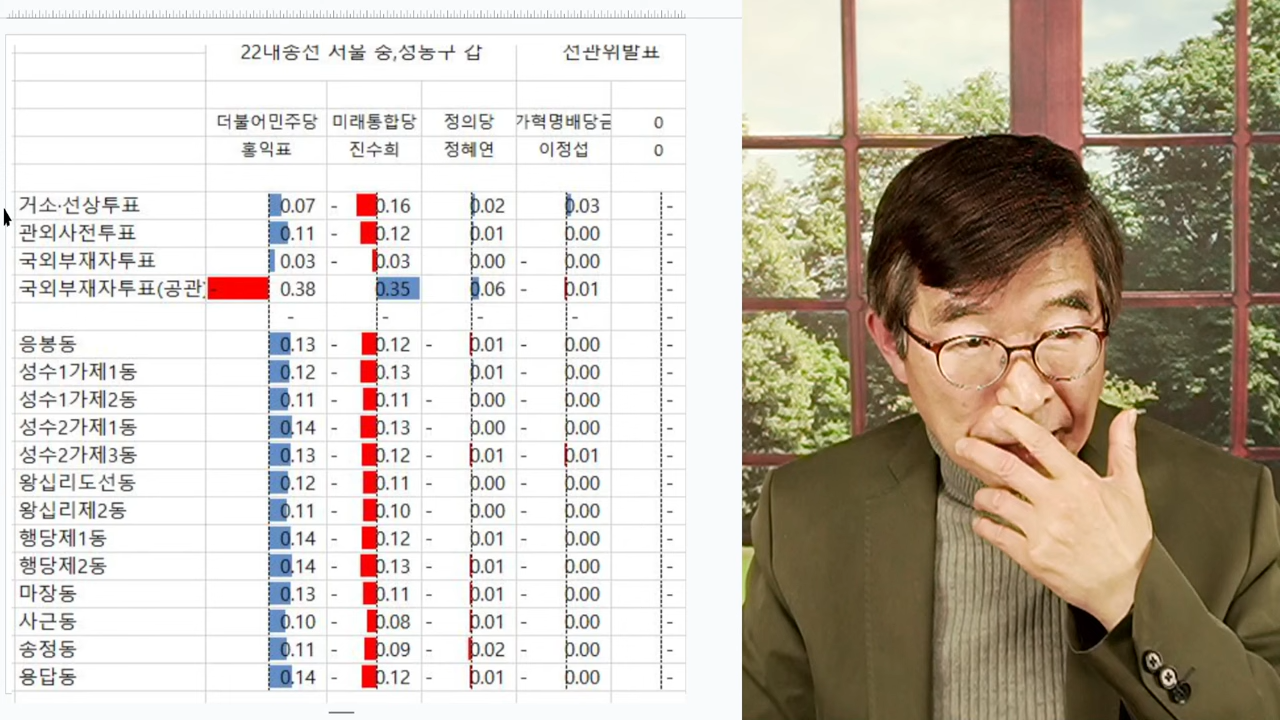 22대총선 서울 중,성동구 갑 선관위발표
더불어민주당 미래통합당 정의당 가혁명배당금 0
홍익표 진수희 정혜연 이정섭 0
거소·선상투표 0.07 - 0.16 0.02 0.03 -
관외사전투표 0.11 - 0.12 0.01 0.00 -
국외부재자투표 0.03 - 0.03 0.00 - 0.00 -
국외부재자투표(공관) - 0.38 0.35 0.06 - 0.01 -
- - - - -
응봉동 0.13 - 0.12 - 0.01 - 0.00 -
성수1가제1동 0.12 - 0.13 0.01 - 0.00 -
성수1가제2동 0.11 - 0.11 - 0.00 - 0.00 -
성수2가제1동 0.14 - 0.13 - 0.00 - 0.00 -
성수2가제3동 0.13 - 0.12 - 0.01 - 0.01 -
왕십리도선동 0.12 - 0.11 - 0.00 - 0.00 -
왕십리제2동 0.11 - 0.10 - 0.00 - 0.00 -
행당제1동 0.14 - 0.12 - 0.01 - 0.00 -
행당제2동 0.14 - 0.13 - 0.01 - 0.00 -
마장동 0.13 - 0.11 - 0.01 - 0.00 -
사근동 0.10 - 0.08 - 0.01 - 0.00 -
송정동 0.11 - 0.09 - 0.02 - 0.00 -
용답동 0.14 - 0.12 - 0.01 - 0.00 -